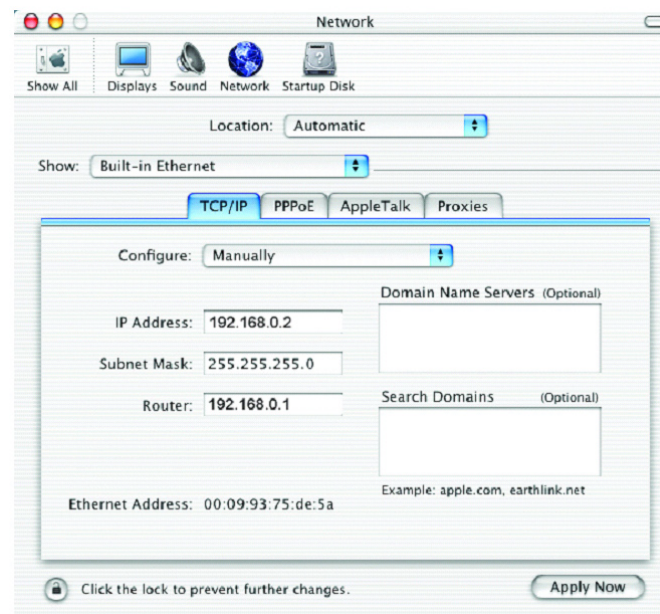 Network
Show All Displays Sound Network Startup Disk
Location: Automatic
Show: Built-in Ethernet
TCP/IP PPPoE AppleTalk Proxies
Configure: Manually
Domain Name Servers (Optional)
IP Address: 192.168.0.2
Subnet Mask: 255.255.255.0
Search Domains (Optional)
Router: 192.168.0.1
Example: apple.com, earthlink.net
Ethernet Address: 00:09:93:75:de:5a
Click the lock to prevent further changes.
Apply Now